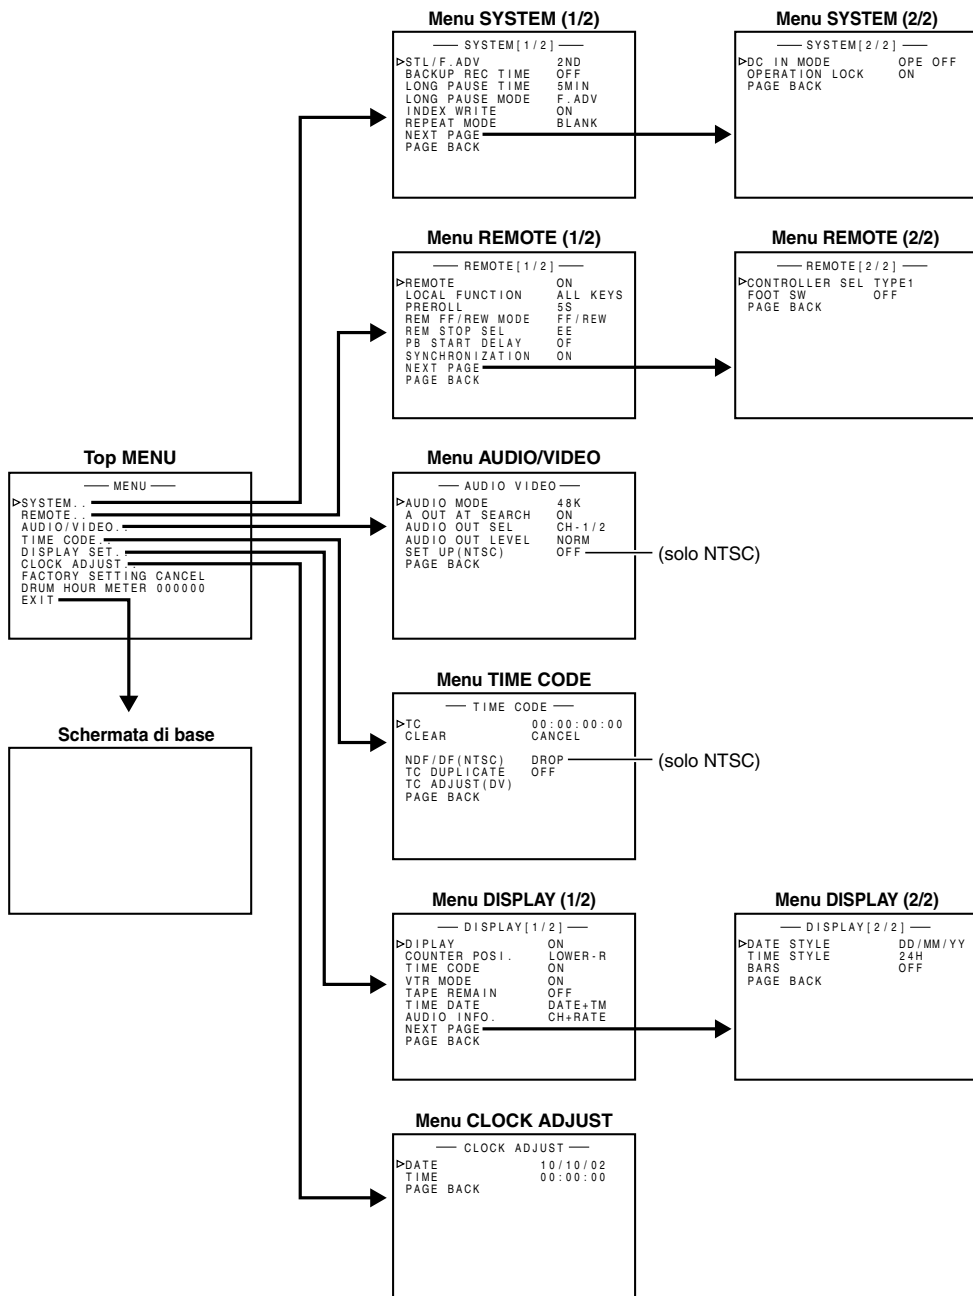 Menu SYSTEM (1/2)
SYSTEM[1/2]
STL/F.ADV 2ND
BACKUP REC TIME OFF
LONG PAUSE TIME 5MIN
LONG PAUSE MODE F.ADV
INDEX WRITE ON
REPEAT MODE BLANK
NEXT PAGE
PAGE BACK
Menu SYSTEM (2/2)
SYSTEM[2/2]
DC IN MODE OPE OFF
OPERATION LOCK ON
PAGE BACK
Menu REMOTE (1/2)
REMOTE[1/2]
REMOTE ON
LOCAL FUNCTION ALL KEYS
PREROLL 5S
REM FF/REW MODE FF/REW
REM STOP SEL EE
PB START DELAY OF
SYNCHRONIZATION ON
NEXT PAGE
PAGE BACK
Menu REMOTE (2/2)
REMOTE[2/2]
CONTROLLER SEL TYPE1
FOOT SW OFF
PAGE BACK
Top MENU
MENU
SYSTEM..
REMOTE..
AUDIO/VIDEO..
TIME CODE..
DISPLAY SET..
CLOCK ADJUST..
FACTORY SETTING CANCEL
DRUM HOUR METER 000000
EXIT
Menu AUDIO/VIDEO
AUDIO VIDEO
AUDIO MODE 48K
A OUT AT SEARCH ON
AUDIO OUT SEL CH-1/2
AUDIO OUT LEVEL NORM
SET UP(NTSC) OFF
PAGE BACK
(solo NTSC)
Menu TIME CODE
TIME CODE
TC 00:00:00:00
CLEAR CANCEL
NDF/DF(NTSC) DROP
TC DUPLICATE OFF
TC ADJUST(DV)
PAGE BACK
(solo NTSC)
Schermata di base
Menu DISPLAY (1/2)
DISPLAY[1/2]
DIPLAY ON
COUNTER POSI. LOWER-R
TIME CODE ON
VTR MODE ON
TAPE REMAIN OFF
TIME DATE DATE+TM
AUDIO INFO. CH+RATE
NEXT PAGE
PAGE BACK
Menu DISPLAY (2/2)
DISPLAY[2/2]
DATE STYLE DD/MM/YY
TIME STYLE 24H
BARS OFF
PAGE BACK
Menu CLOCK ADJUST
CLOCK ADJUST
DATE 10/10/02
TIME 00:00:00
PAGE BACK